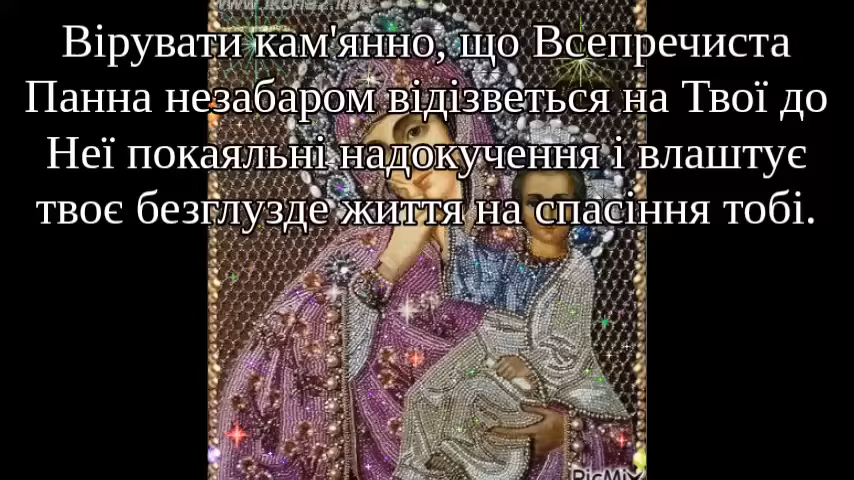 Вірувати кам'янно, що Всепречиста
Панна незабаром відізветься на Твої до
Неї покаяльні надокучення і влаштує
твоє безглузде життя на спасіння тобі.
PicMix